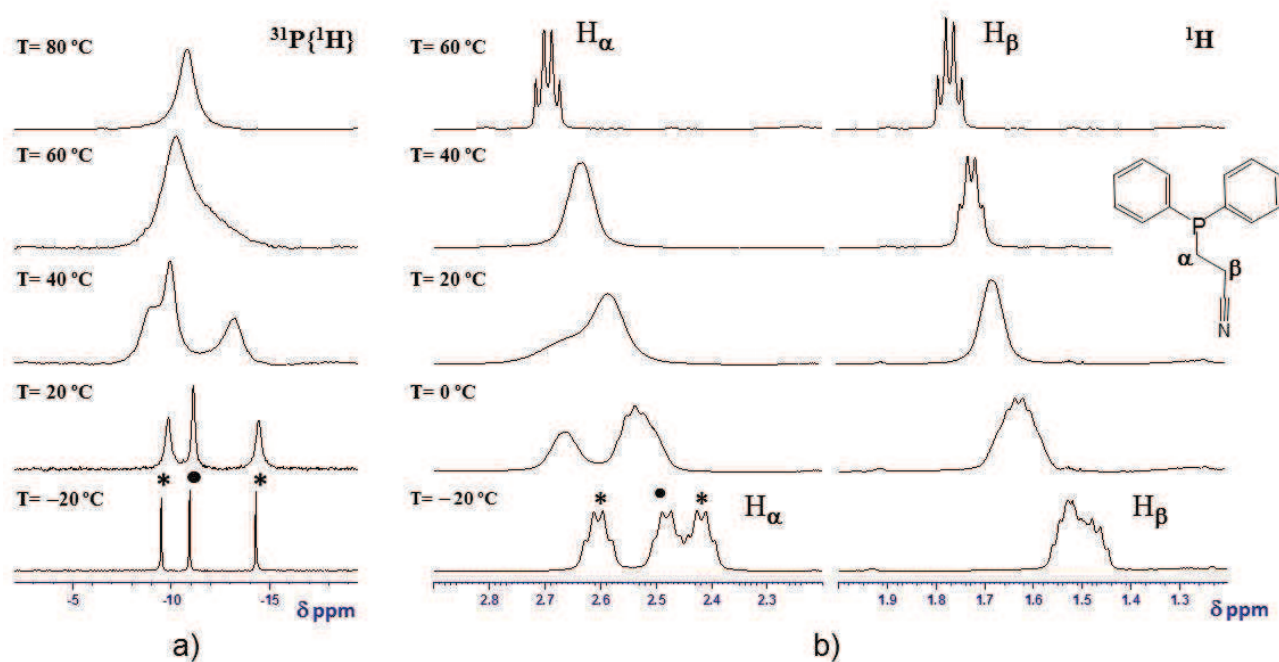 ³¹P{¹H}
T= 80 °C
T= 60 °C
T= 40 °C
T= 20 °C
* ● *
T= −20 °C
-5 -10 -15
δ ppm
a)
Hα Hβ ¹H
T= 60 °C
T= 40 °C
P
α β
N
T= 20 °C
T= 0 °C
* ● *
T= −20 °C
Hα Hβ
2.8 2.7 2.6 2.5 2.4 2.3 1.9 1.8 1.7 1.6 1.5 1.4 1.3
δ ppm
b)